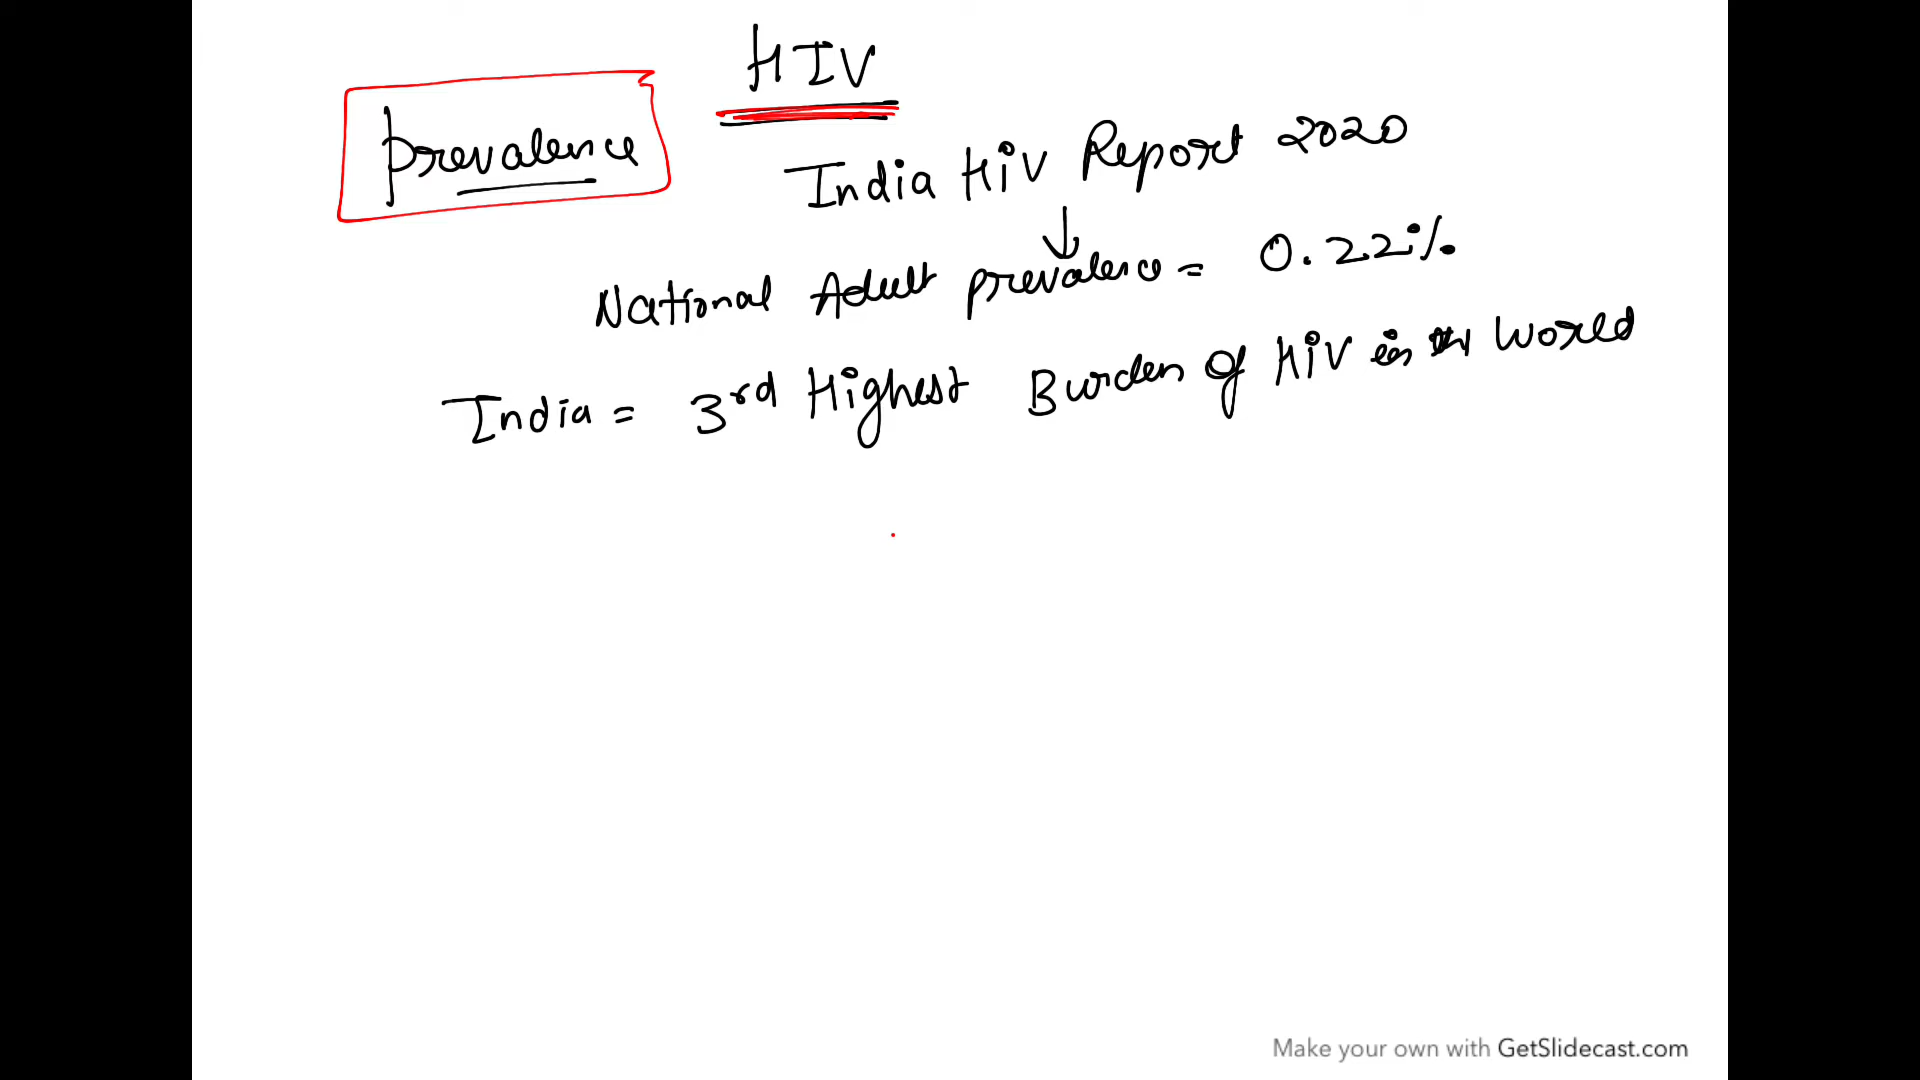 HIV
Prevalence
India HiV Report 2020
↓
National Adult prevalence = 0.22%
India = 3rd Highest Burden of HiV in the World
Make your own with GetSlidecast.com